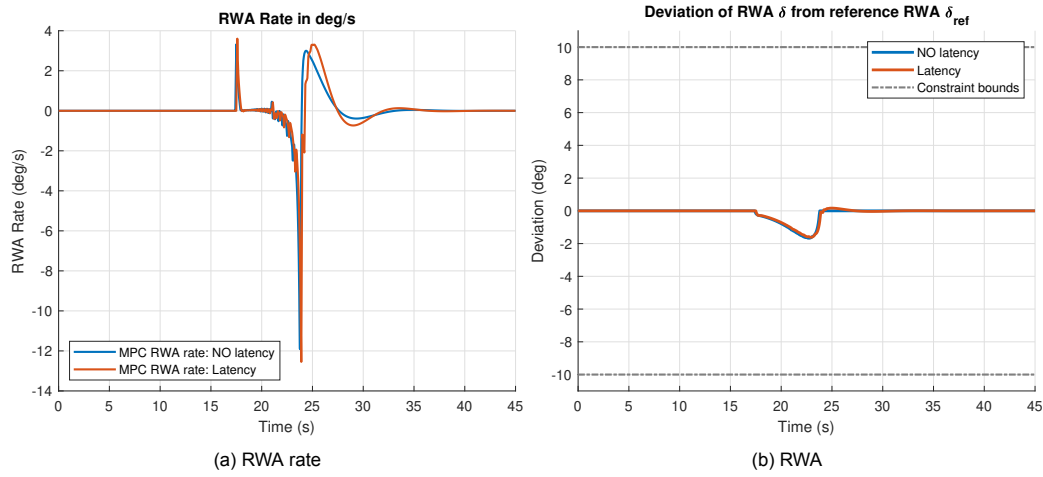 RWA Rate in deg/s
RWA Rate (deg/s)
4
2
0
-2
-4
-6
-8
-10
-12
-14
MPC RWA rate: NO latency
MPC RWA rate: Latency
0 5 10 15 20 25 30 35 40 45
Time (s)
(a) RWA rate
Deviation of RWA δ from reference RWA δref
Deviation (deg)
10
8
6
4
2
0
-2
-4
-6
-8
-10
NO latency
Latency
Constraint bounds
0 5 10 15 20 25 30 35 40 45
Time (s)
(b) RWA